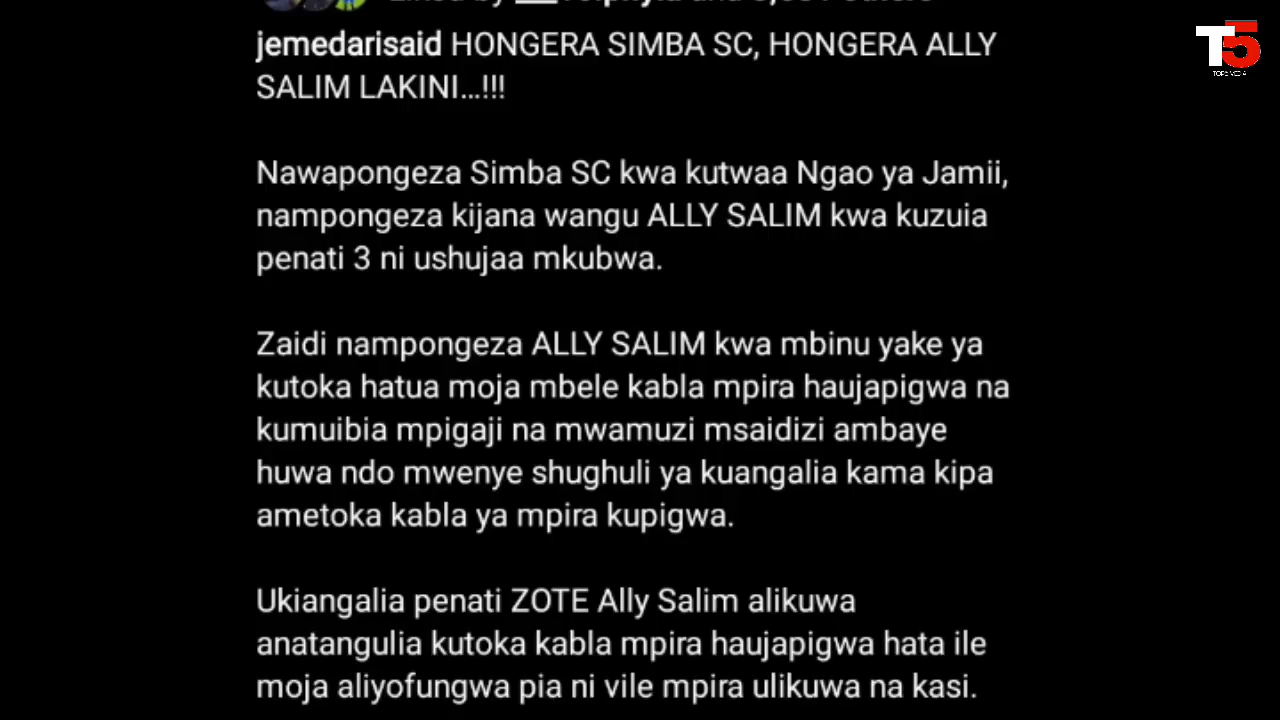 jemedarisaid HONGERA SIMBA SC, HONGERA ALLY
SALIM LAKINI...!!!
Nawapongeza Simba SC kwa kutwaa Ngao ya Jamii,
nampongeza kijana wangu ALLY SALIM kwa kuzuia
penati 3 ni ushujaa mkubwa.
Zaidi nampongeza ALLY SALIM kwa mbinu yake ya
kutoka hatua moja mbele kabla mpira haujapigwa na
kumuibia mpigaji na mwamuzi msaidizi ambaye
huwa ndo mwenye shughuli ya kuangalia kama kipa
ametoka kabla ya mpira kupigwa.
Ukiangalia penati ZOTE Ally Salim alikuwa
anatangulia kutoka kabla mpira haujapigwa hata ile
moja aliyofungwa pia ni vile mpira ulikuwa na kasi.
T5